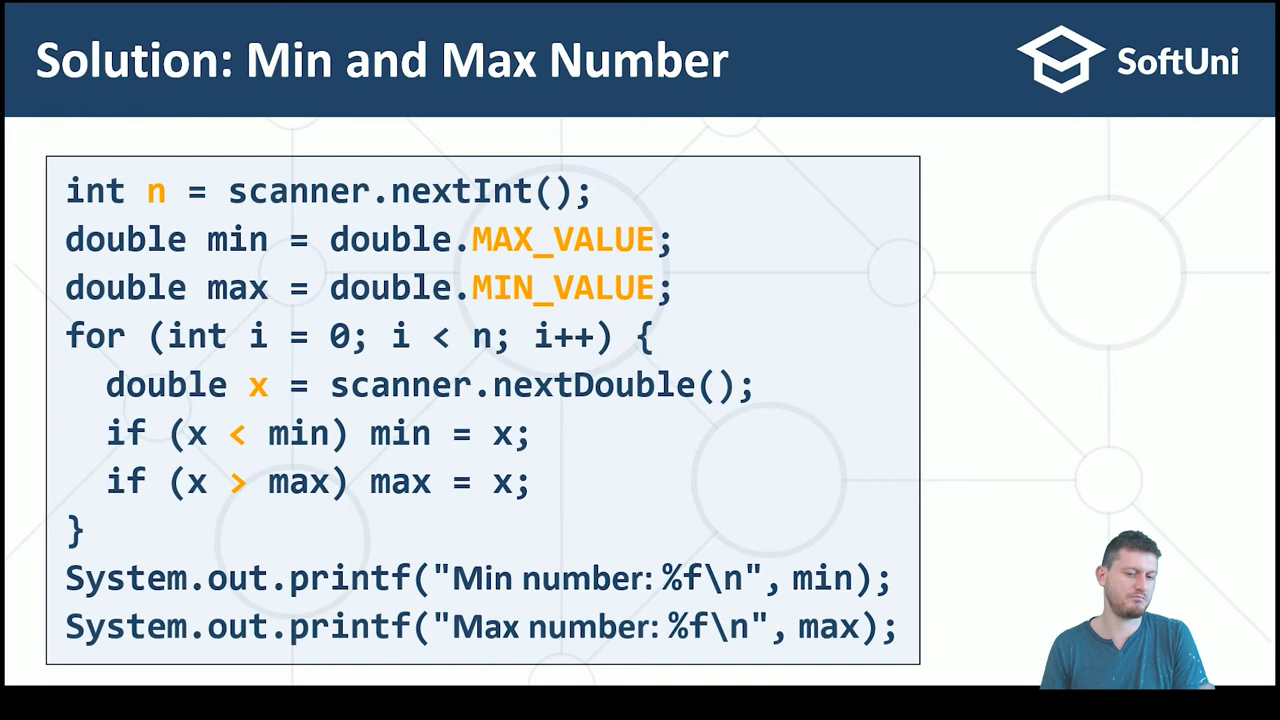 Solution: Min and Max Number
SoftUni
int n = scanner.nextInt();
double min = double.MAX_VALUE;
double max = double.MIN_VALUE;
for (int i = 0; i < n; i++) {
  double x = scanner.nextDouble();
  if (x < min) min = x;
  if (x > max) max = x;
}
System.out.printf("Min number: %f\n", min);
System.out.printf("Max number: %f\n", max);